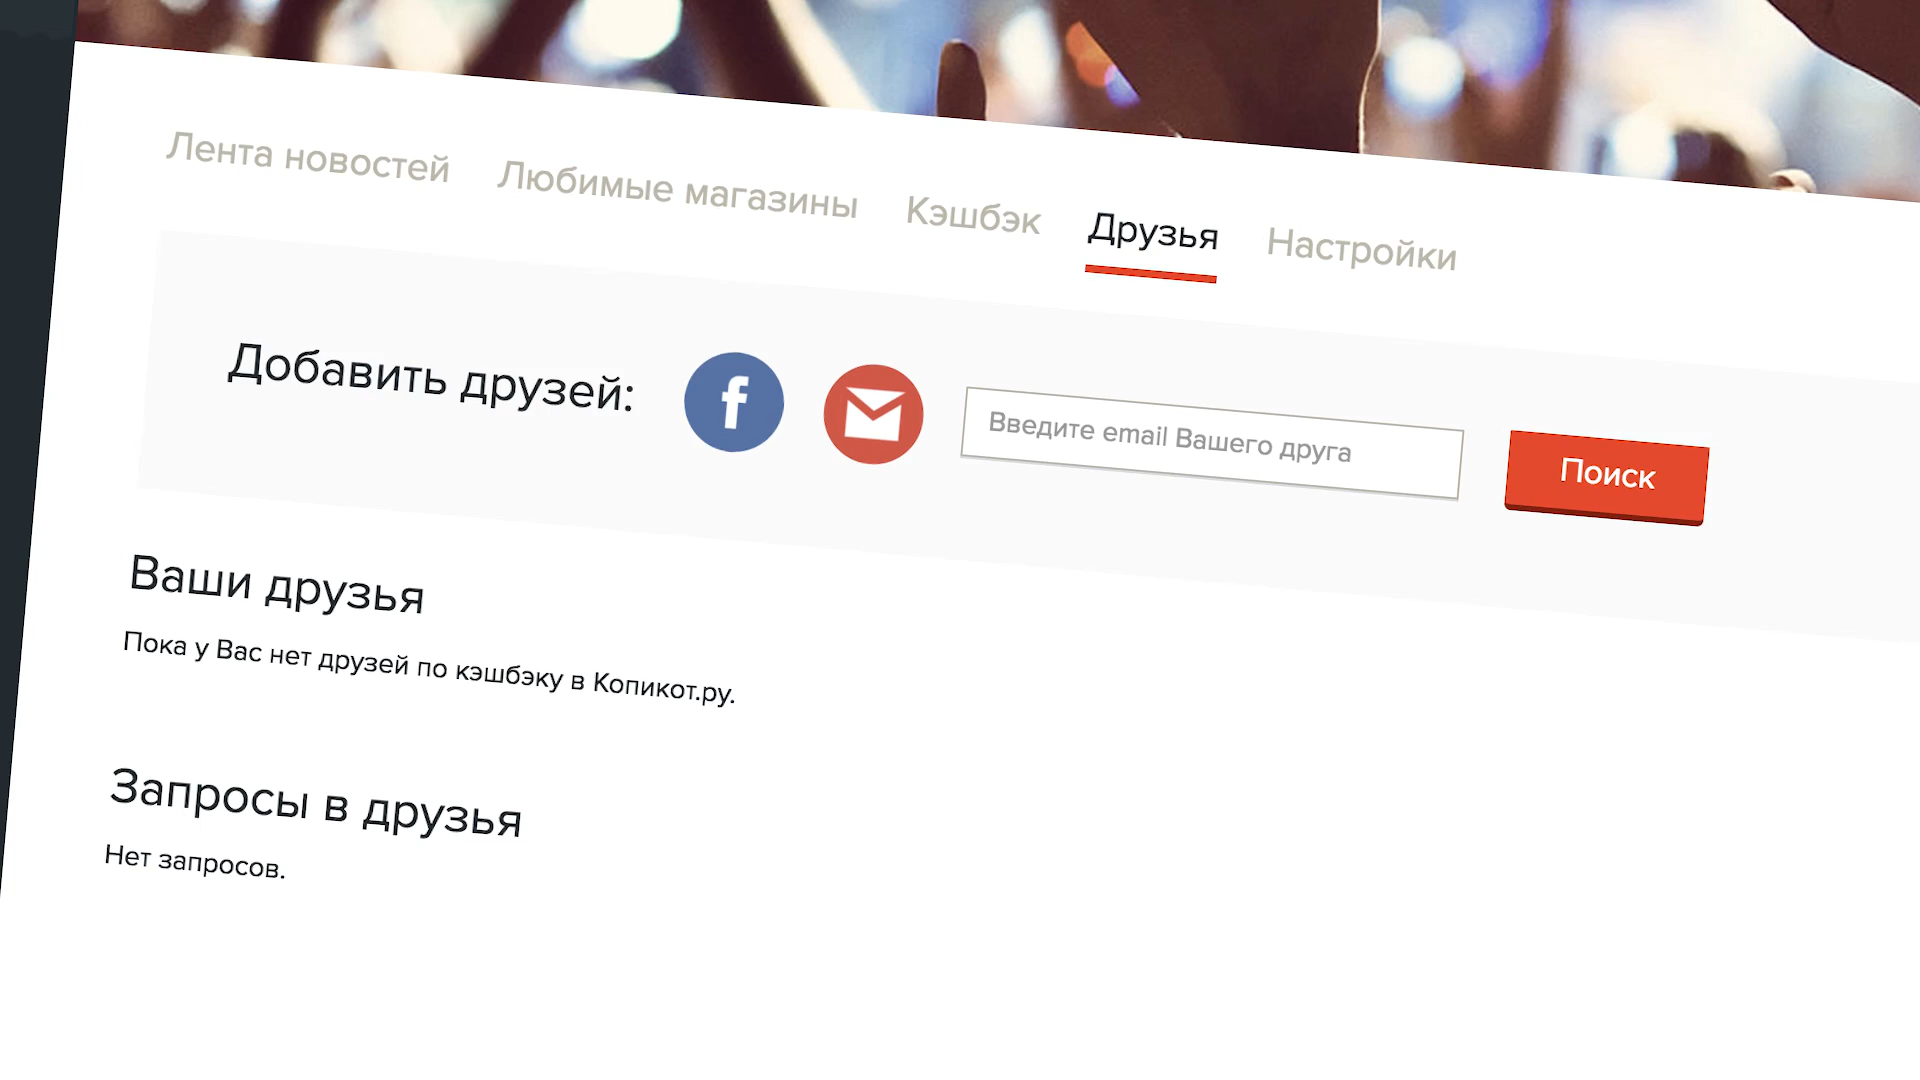 Лента новостей Любимые магазины Кэшбэк Друзья Настройки
Добавить друзей: Введите email Вашего друга Поиск
Ваши друзья
Пока у Вас нет друзей по кэшбэку в Копикот.ру.
Запросы в друзья
Нет запросов.